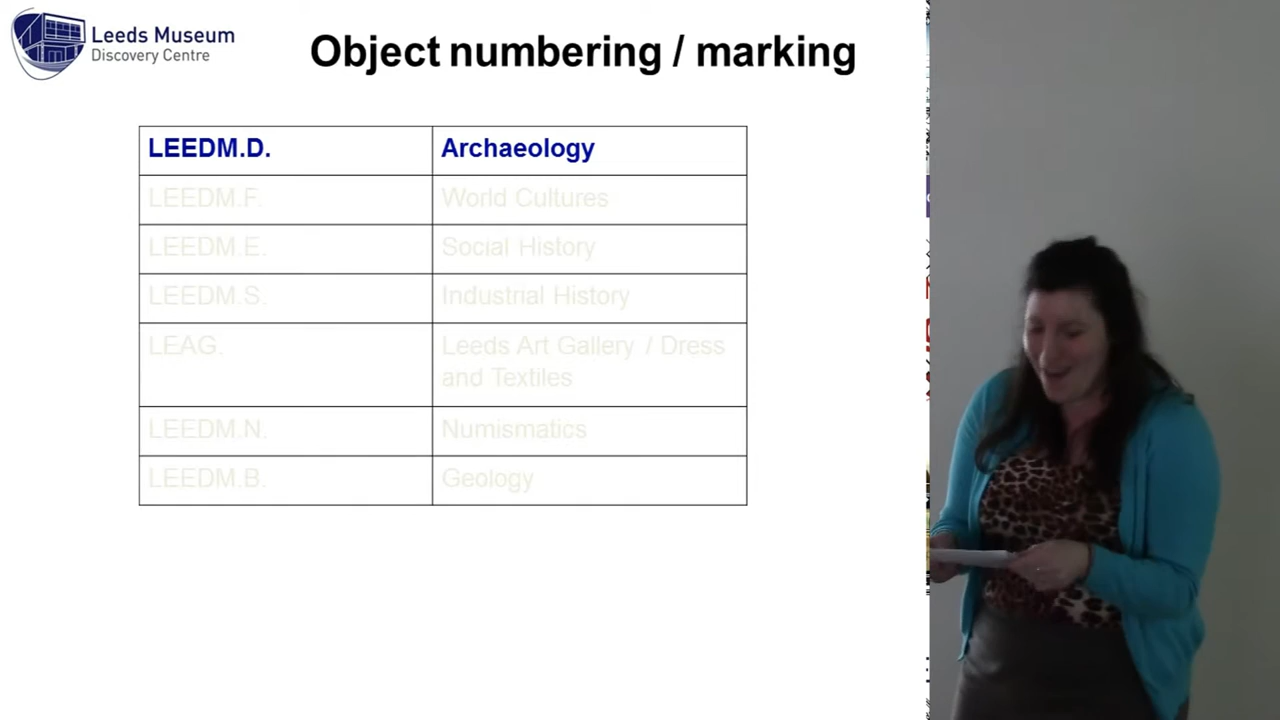 Leeds Museum
Discovery Centre
Object numbering / marking
LEEDM.D. Archaeology
LEEDM.F. World Cultures
LEEDM.E. Social History
LEEDM.S. Industrial History
LEAG. Leeds Art Gallery / Dress
and Textiles
LEEDM.N. Numismatics
LEEDM.B. Geology